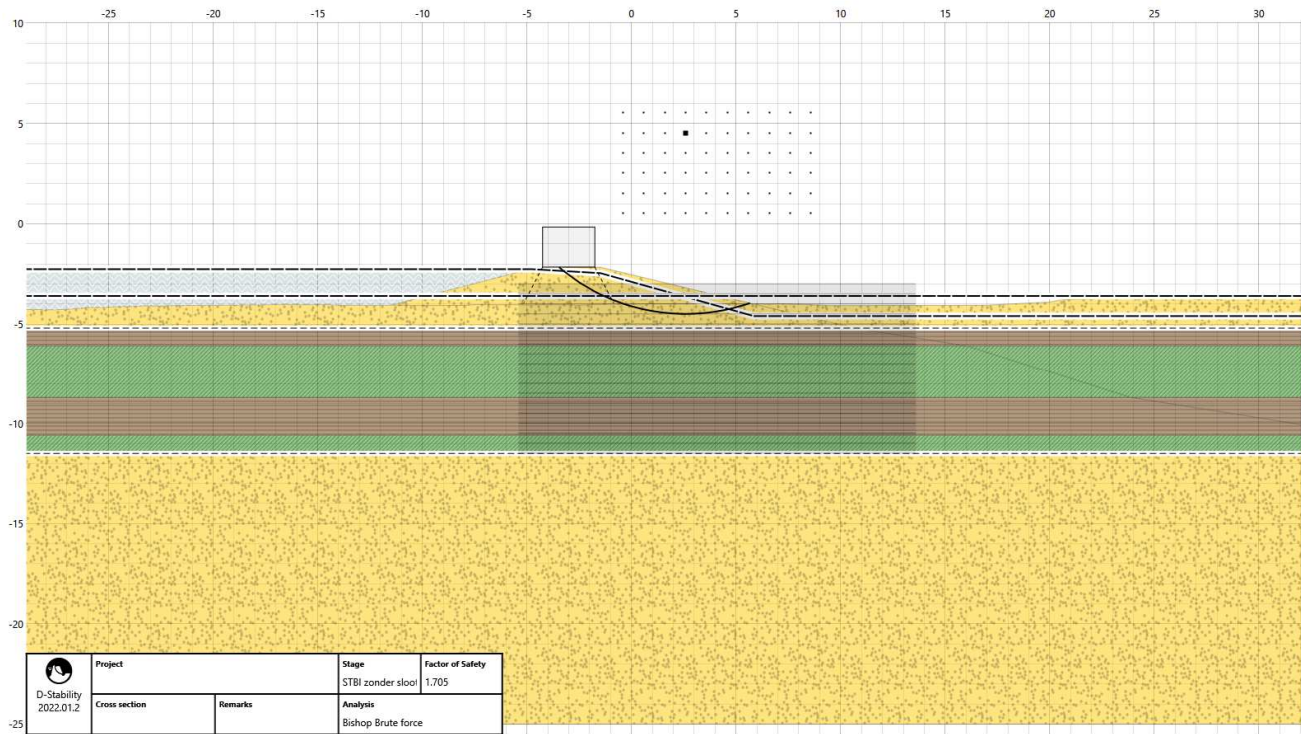 -25 -20 -15 -10 -5 0 5 10 15 20 25 30
10
5
0
-5
-10
-15
-20
-25
D-Stability
2022.01.2
Project
Stage
STBI zonder sloot
Factor of Safety
1.705
Cross section
Remarks
Analysis
Bishop Brute force